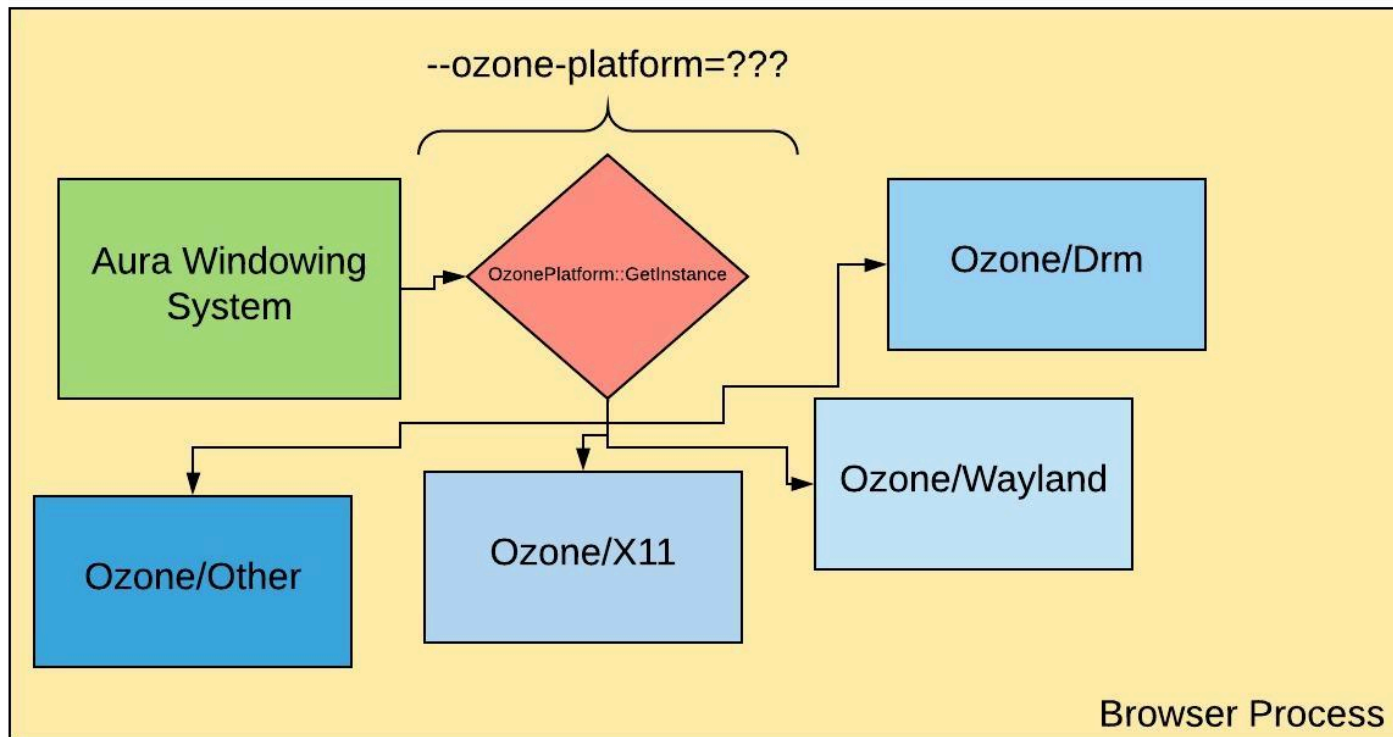 --ozone-platform=???
Aura Windowing
System
OzonePlatform::GetInstance
Ozone/Drm
Ozone/Wayland
Ozone/X11
Ozone/Other
Browser Process